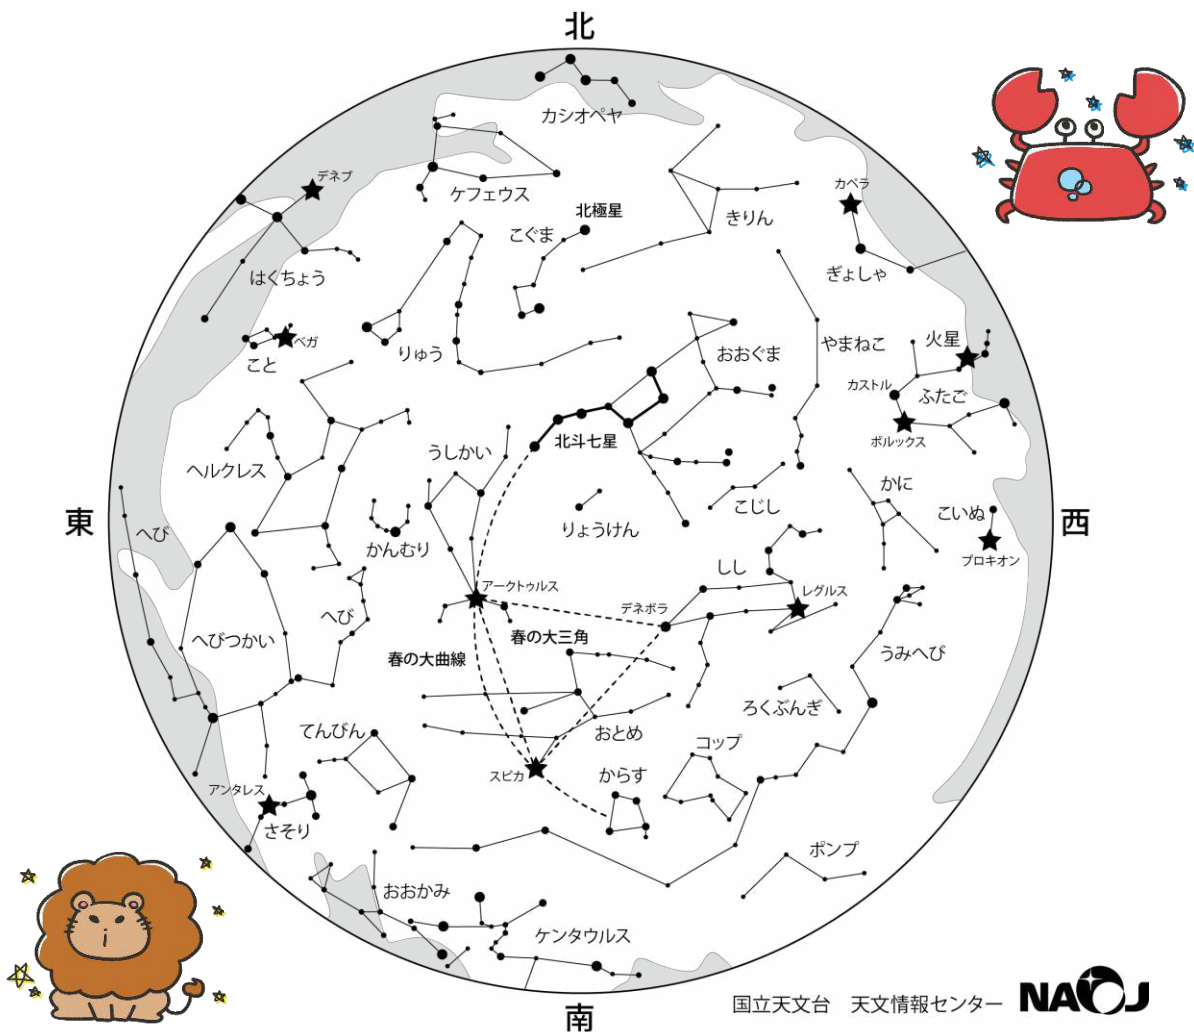 北
カシオペヤ
デネブ
ケフェウス
カペラ
北極星
こぐま
きりん
はくちょう
ぎょしゃ
ベガ
こと
りゅう
おおぐま
やまねこ
火星
カストル
ふたご
ポルックス
北斗七星
うしかい
ヘルクレス
かに
こじし
こいぬ
りょうけん
東
西
へび
かんむり
プロキオン
しし
アークトゥルス
レグルス
デネボラ
へび
へびつかい
春の大三角
春の大曲線
うみへび
ろくぶんぎ
てんびん
おとめ
コップ
スピカ
からす
アンタレス
さそり
ポンプ
おおかみ
ケンタウルス
南
国立天文台 天文情報センター
NAOJ